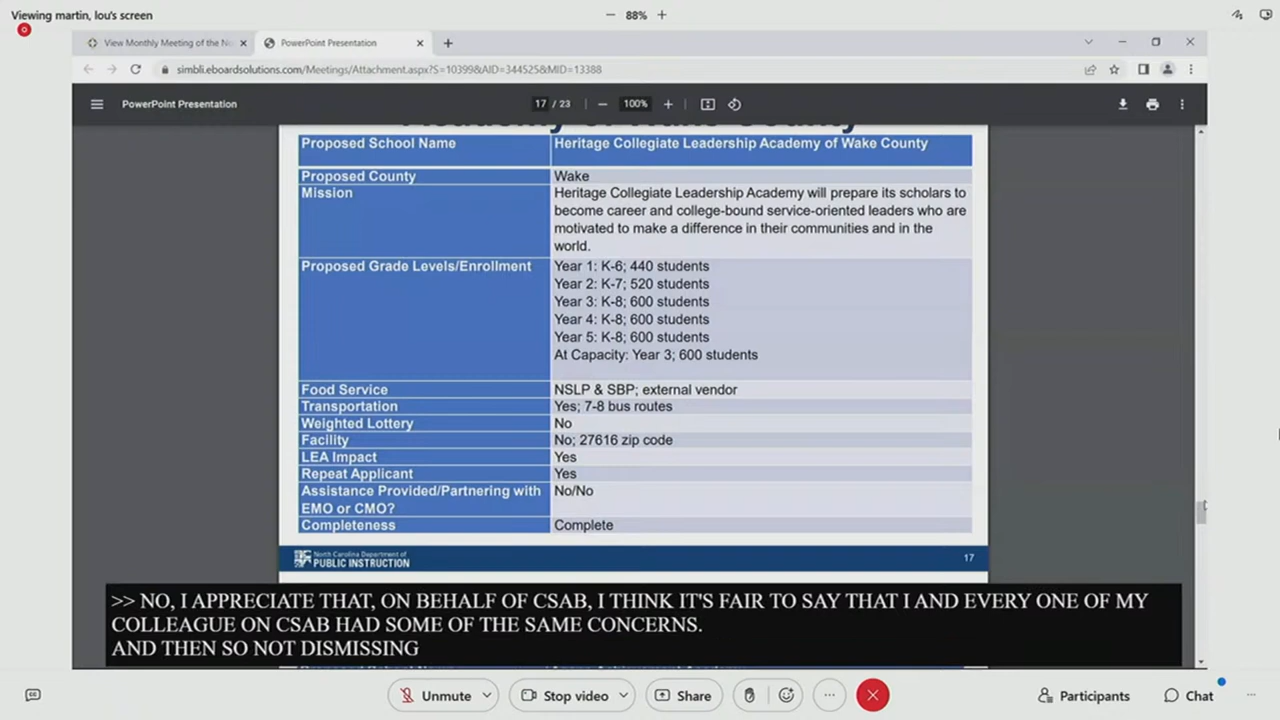 Viewing martin, lou's screen
88%
View Monthly Meeting of the N
PowerPoint Presentation
simbli.eboardsolutions.com/Meetings/Attachment.aspx?S=10399&AID=344525&MID=13388
PowerPoint Presentation
17 / 23
100%
Academy of Wake County
Proposed School Name Heritage Collegiate Leadership Academy of Wake County
Proposed County Wake
Mission Heritage Collegiate Leadership Academy will prepare its scholars to
become career and college-bound service-oriented leaders who are
motivated to make a difference in their communities and in the
world.
Proposed Grade Levels/Enrollment Year 1: K-6; 440 students
Year 2: K-7; 520 students
Year 3: K-8; 600 students
Year 4: K-8; 600 students
Year 5: K-8; 600 students
At Capacity: Year 3; 600 students
Food Service NSLP & SBP; external vendor
Transportation Yes; 7-8 bus routes
Weighted Lottery No
Facility No; 27616 zip code
LEA Impact Yes
Repeat Applicant Yes
Assistance Provided/Partnering with No/No
EMO or CMO?
Completeness Complete
North Carolina Department of
PUBLIC INSTRUCTION
17
>> NO, I APPRECIATE THAT, ON BEHALF OF CSAB, I THINK IT'S FAIR TO SAY THAT I AND EVERY ONE OF MY
COLLEAGUE ON CSAB HAD SOME OF THE SAME CONCERNS.
AND THEN SO NOT DISMISSING
Unmute
Stop video
Share
Participants
Chat